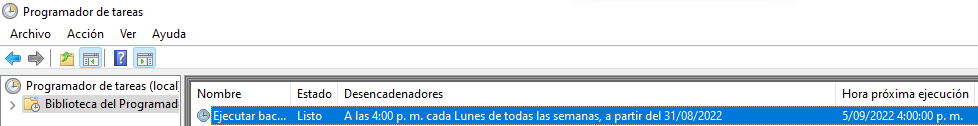 Programador de tareas
Archivo Acción Ver Ayuda
Programador de tareas (local
Biblioteca del Programad
Nombre Estado Desencadenadores Hora próxima ejecución
Ejecutar bac... Listo A las 4:00 p. m. cada Lunes de todas las semanas, a partir del 31/08/2022 5/09/2022 4:00:00 p. m.